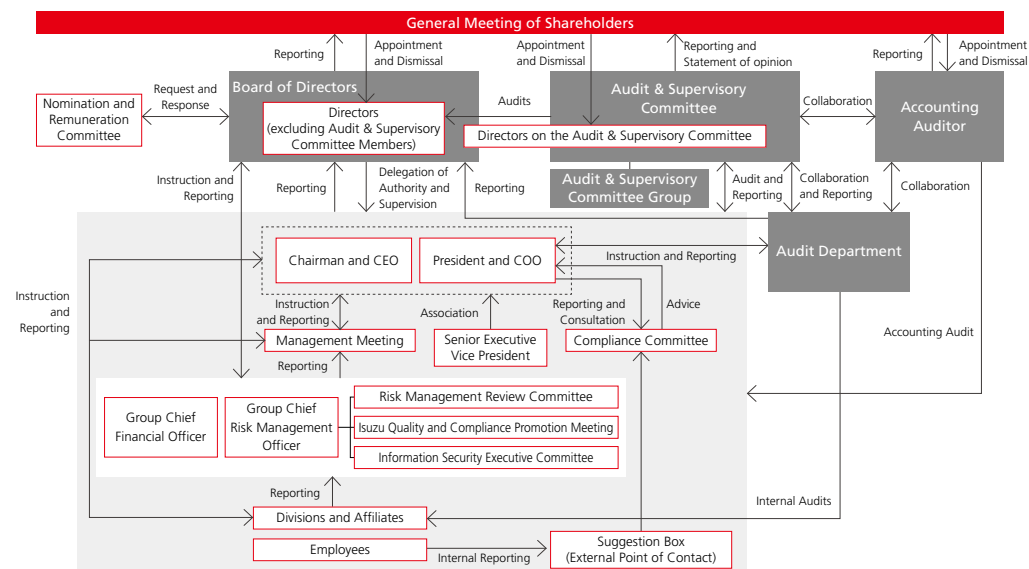 General Meeting of Shareholders
Reporting
Appointment
and Dismissal
Appointment
and Dismissal
Reporting and
Statement of opinion
Reporting
Appointment
and Dismissal
Nomination and
Remuneration
Committee
Request and
Response
Board of Directors
Directors
(excluding Audit & Supervisory
Committee Members)
Audits
Audit & Supervisory
Committee
Directors on the Audit & Supervisory Committee
Collaboration
Accounting
Auditor
Instruction and
Reporting
Reporting
Delegation of
Authority and
Supervision
Reporting
Audit & Supervisory
Committee Group
Audit and
Reporting
Collaboration
and Reporting
Collaboration
Audit Department
Chairman and CEO
President and COO
Instruction and Reporting
Instruction
and
Reporting
Instruction
and Reporting
Association
Reporting and
Consultation
Advice
Accounting Audit
Management Meeting
Senior Executive
Vice President
Compliance Committee
Reporting
Group Chief
Financial Officer
Group Chief
Risk Management
Officer
Risk Management Review Committee
Isuzu Quality and Compliance Promotion Meeting
Information Security Executive Committee
Reporting
Internal Audits
Divisions and Affiliates
Employees
Internal Reporting
Suggestion Box
(External Point of Contact)